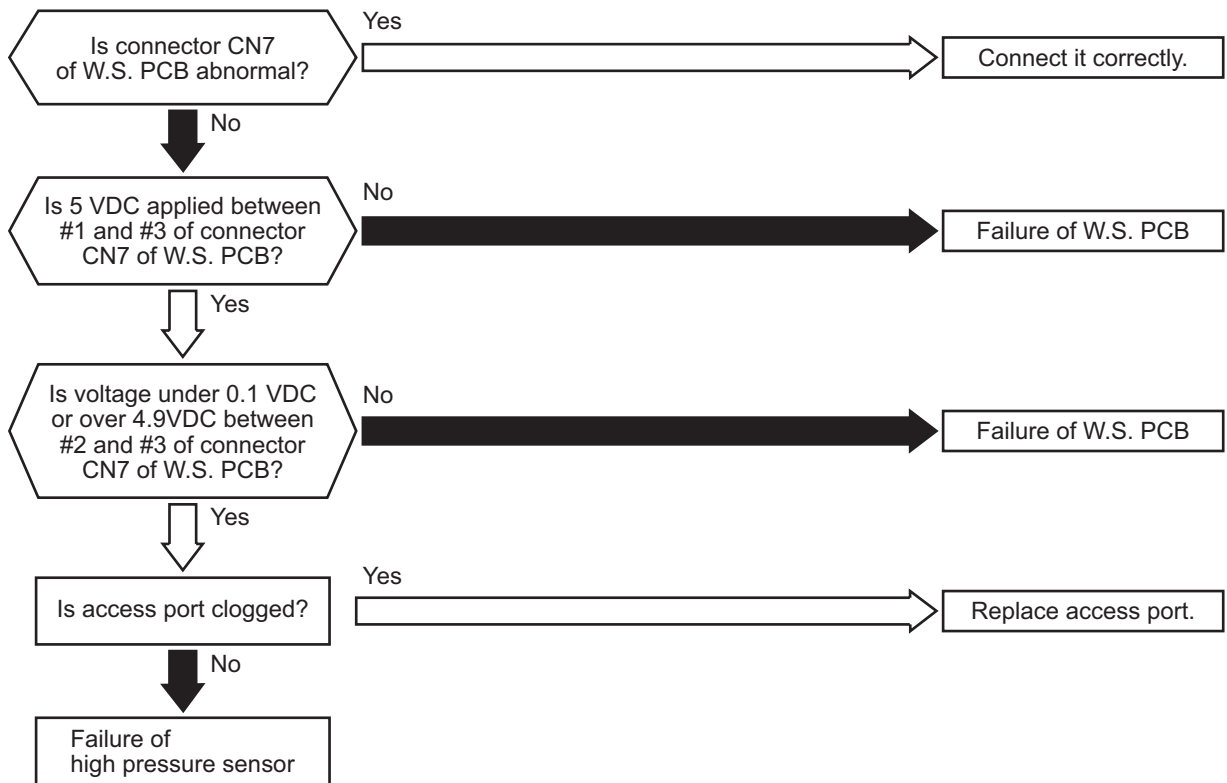 Is connector CN7
of W.S. PCB abnormal?
Yes
Connect it correctly.
No
Is 5 VDC applied between
#1 and #3 of connector
CN7 of W.S. PCB?
No
Failure of W.S. PCB
Yes
Is voltage under 0.1 VDC
or over 4.9VDC between
#2 and #3 of connector
CN7 of W.S. PCB?
No
Failure of W.S. PCB
Yes
Is access port clogged?
Yes
Replace access port.
No
Failure of
high pressure sensor